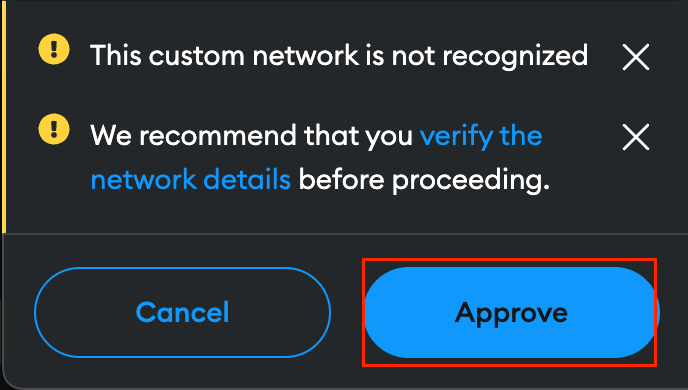 This custom network is not recognized
We recommend that you verify the
network details before proceeding.
Cancel
Approve